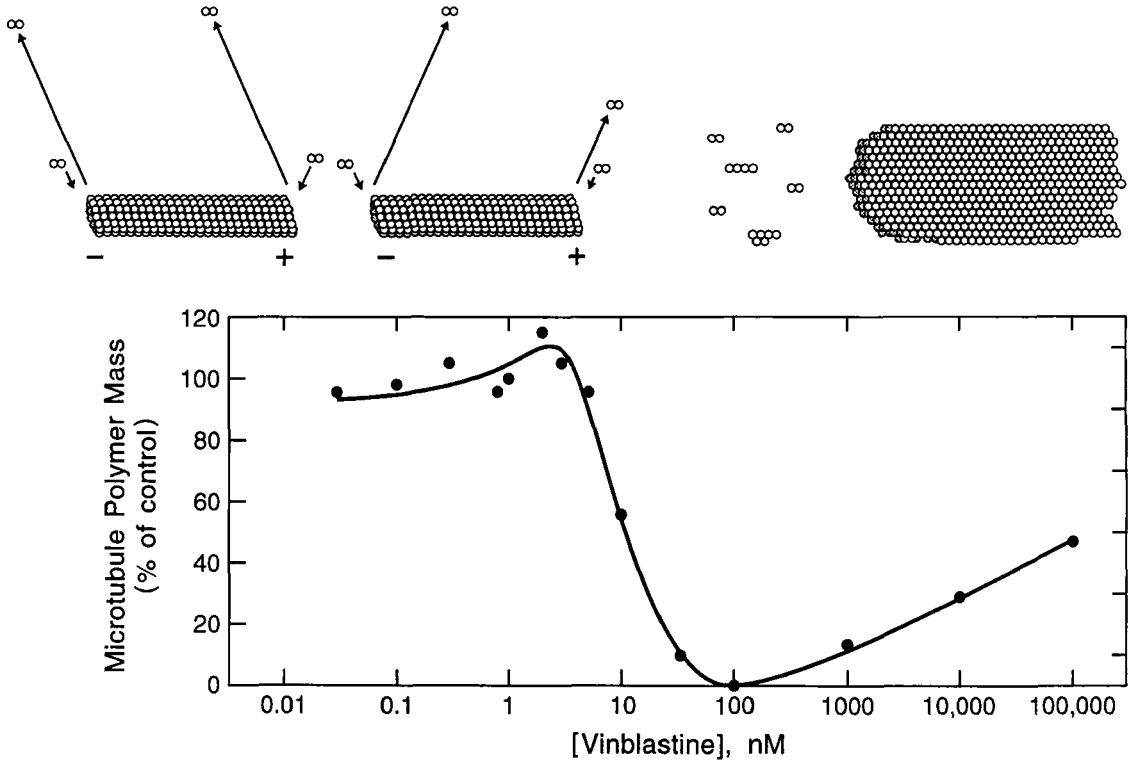 − + − +
Microtubule Polymer Mass
(% of control)
120
100
80
60
40
20
0
0.01 0.1 1 10 100 1000 10,000 100,000
[Vinblastine], nM